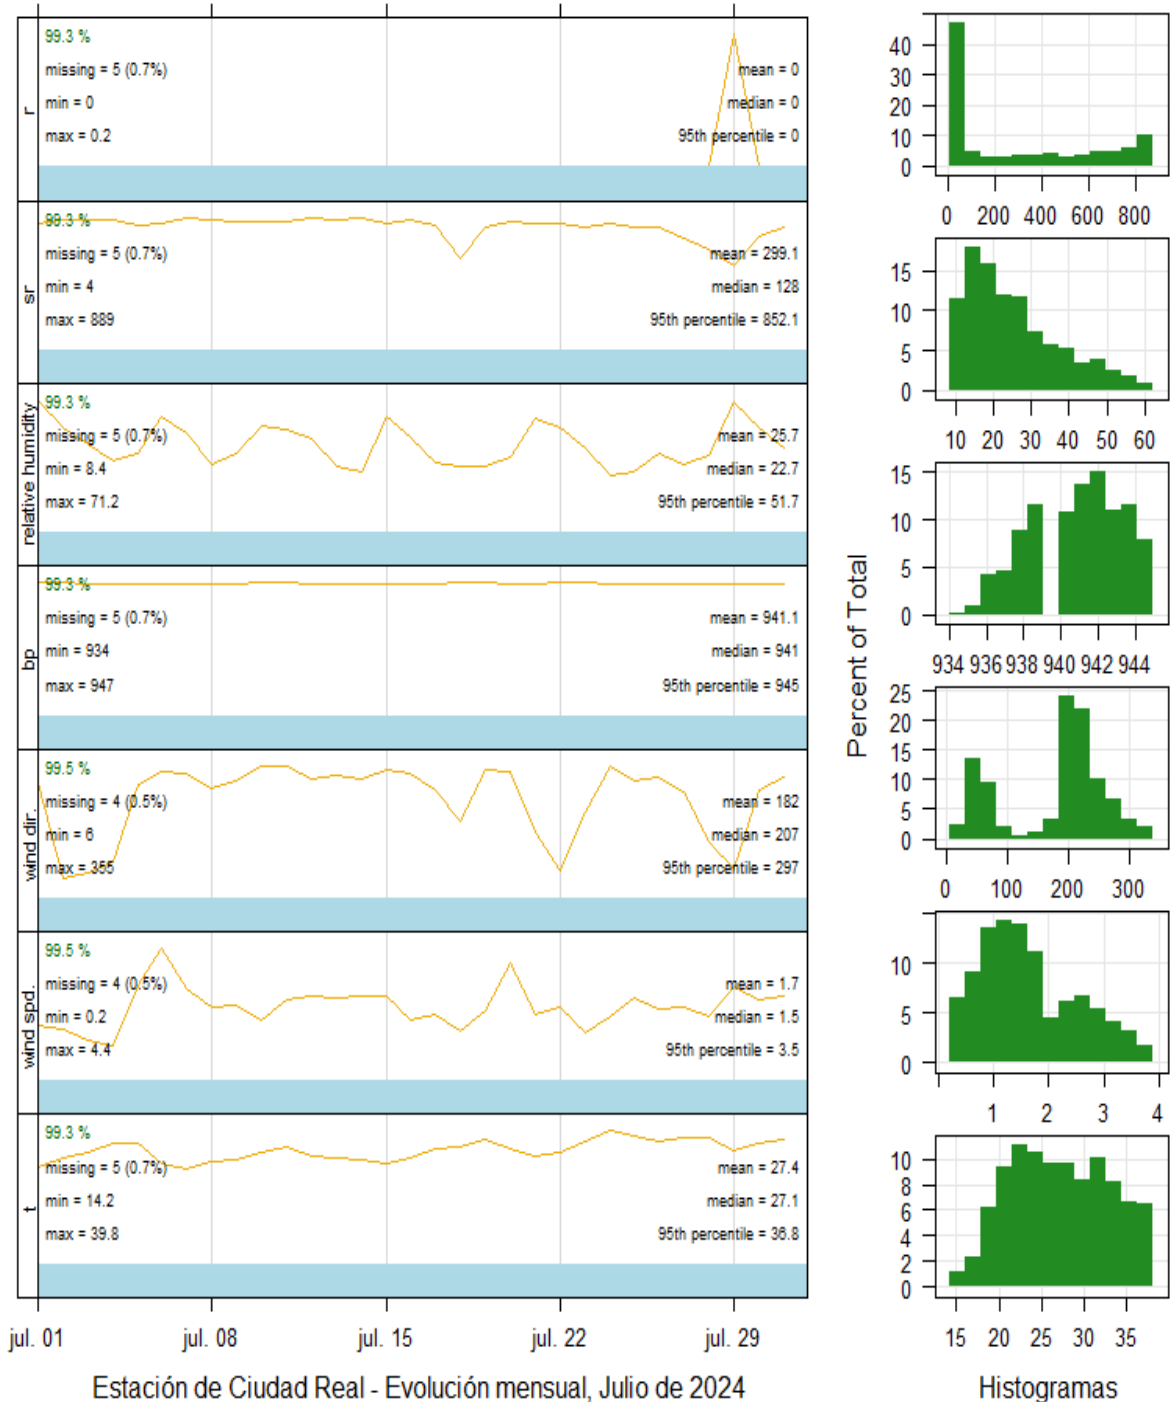 r
99.3 %
missing = 5 (0.7%)
min = 0
max = 0.2
mean = 0
median = 0
95th percentile = 0
sr
99.3 %
missing = 5 (0.7%)
min = 4
max = 889
mean = 299.1
median = 128
95th percentile = 852.1
relative humidity
99.3 %
missing = 5 (0.7%)
min = 8.4
max = 71.2
mean = 25.7
median = 22.7
95th percentile = 51.7
bp
99.3 %
missing = 5 (0.7%)
min = 934
max = 947
mean = 941.1
median = 941
95th percentile = 945
wind dir.
99.5 %
missing = 4 (0.5%)
min = 6
max = 355
mean = 182
median = 207
95th percentile = 297
wind spd.
99.5 %
missing = 4 (0.5%)
min = 0.2
max = 4.4
mean = 1.7
median = 1.5
95th percentile = 3.5
t
99.3 %
missing = 5 (0.7%)
min = 14.2
max = 39.8
mean = 27.4
median = 27.1
95th percentile = 36.8
jul. 01 jul. 08 jul. 15 jul. 22 jul. 29
Estación de Ciudad Real - Evolución mensual, Julio de 2024
Percent of Total
40
30
20
10
0
0 200 400 600 800
15
10
5
0
10 20 30 40 50 60
15
10
5
0
934 936 938 940 942 944
25
20
15
10
5
0
0 100 200 300
10
5
0
1 2 3 4
10
8
6
4
2
0
15 20 25 30 35
Histogramas